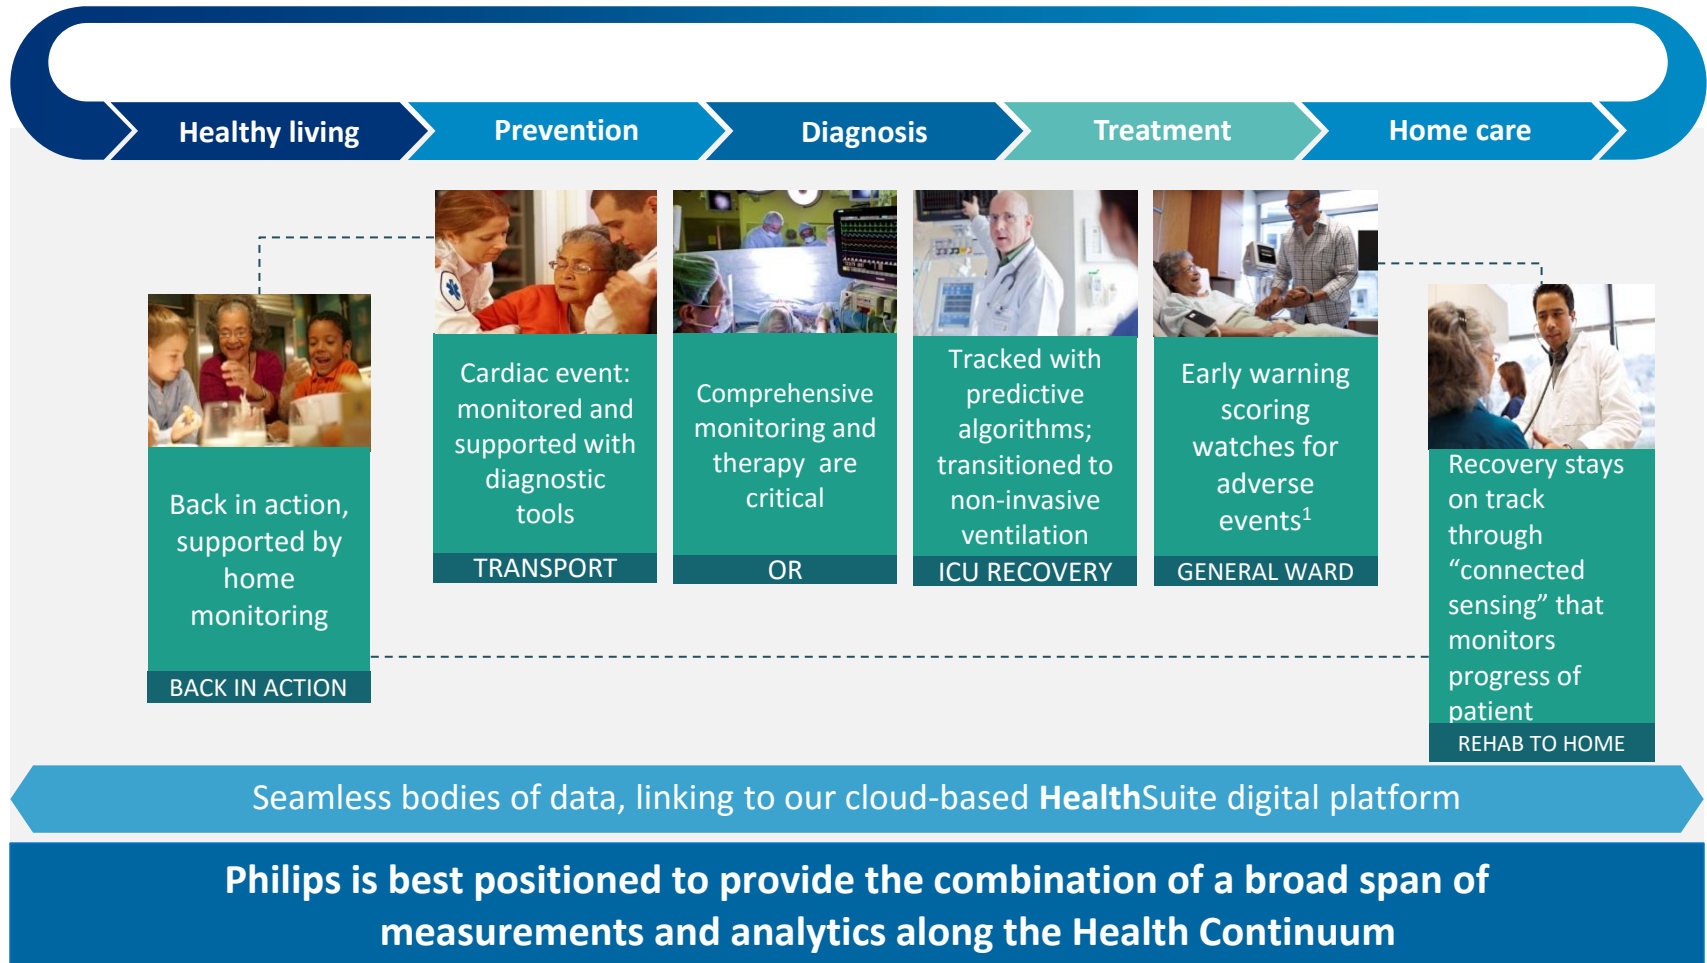 Healthy living
Prevention
Diagnosis
Treatment
Home care
Back in action,
supported by
home
monitoring
BACK IN ACTION
Cardiac event:
monitored and
supported with
diagnostic
tools
TRANSPORT
Comprehensive
monitoring and
therapy are
critical
OR
Tracked with
predictive
algorithms;
transitioned to
non-invasive
ventilation
ICU RECOVERY
Early warning
scoring
watches for
adverse
events¹
GENERAL WARD
Recovery stays
on track
through
“connected
sensing” that
monitors
progress of
patient
REHAB TO HOME
Seamless bodies of data, linking to our cloud-based HealthSuite digital platform
Philips is best positioned to provide the combination of a broad span of
measurements and analytics along the Health Continuum